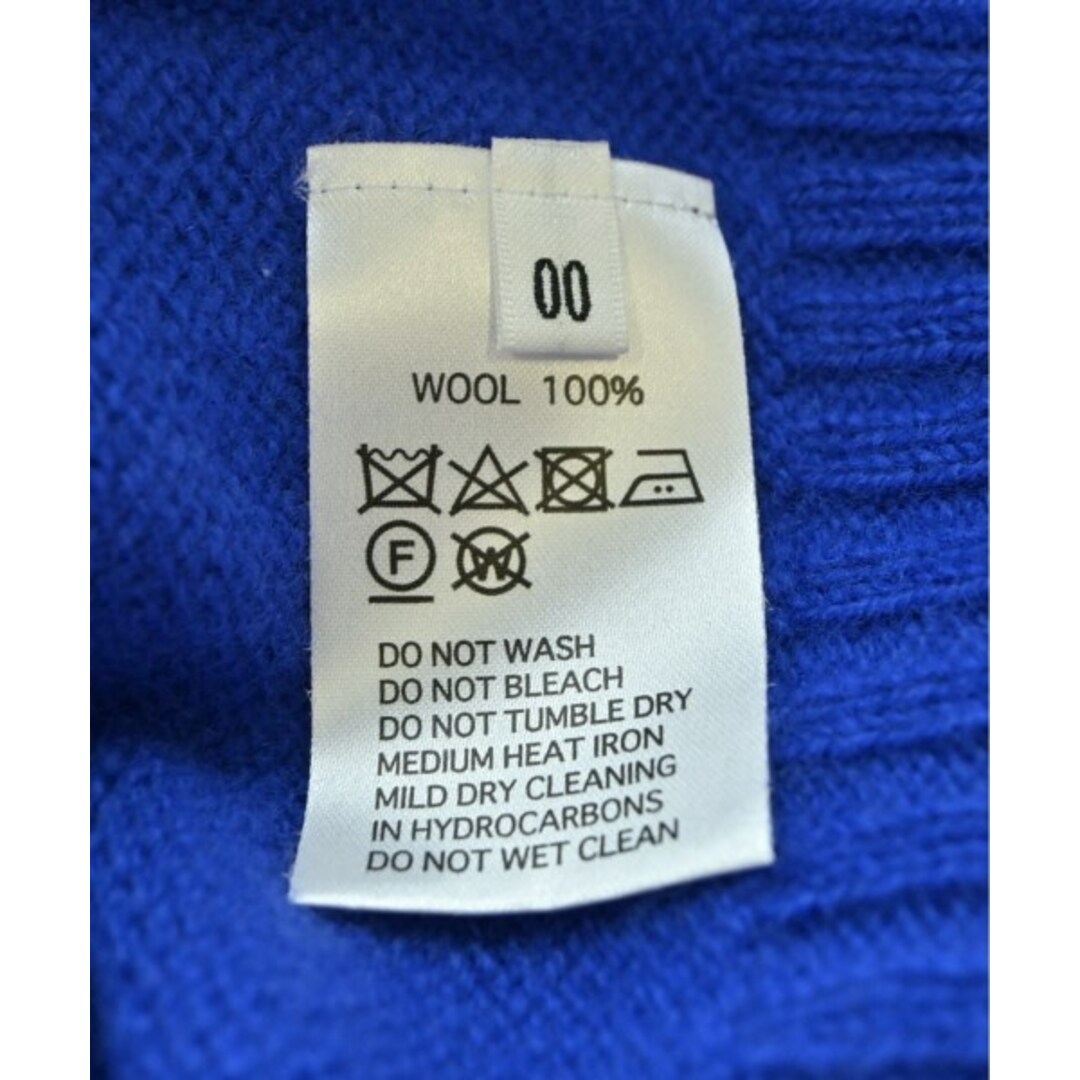 00
WOOL 100%
F W
DO NOT WASH
DO NOT BLEACH
DO NOT TUMBLE DRY
MEDIUM HEAT IRON
MILD DRY CLEANING
IN HYDROCARBONS
DO NOT WET CLEAN